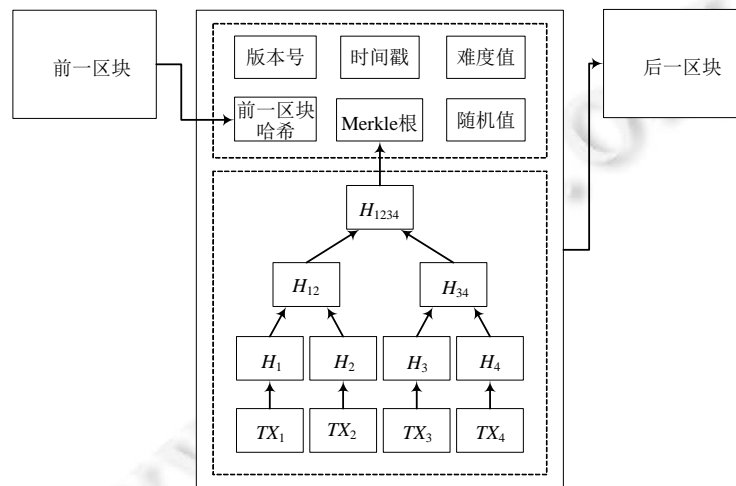 前一区块
版本号
时间戳
难度值
后一区块
前一区块
哈希
Merkle根
随机值
H₁₂₃₄
H₁₂
H₃₄
H₁
H₂
H₃
H₄
TX₁
TX₂
TX₃
TX₄